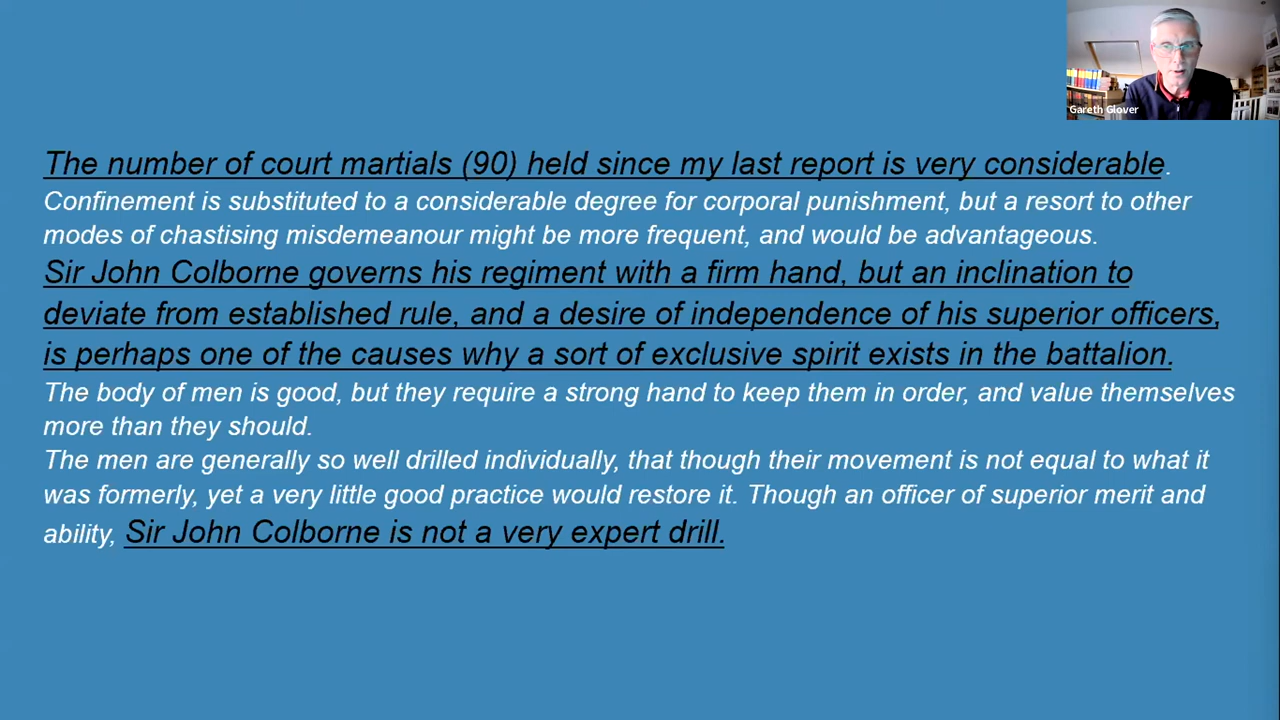 Gareth Glover
The number of court martials (90) held since my last report is very considerable.
Confinement is substituted to a considerable degree for corporal punishment, but a resort to other
modes of chastising misdemeanour might be more frequent, and would be advantageous.
Sir John Colborne governs his regiment with a firm hand, but an inclination to
deviate from established rule, and a desire of independence of his superior officers,
is perhaps one of the causes why a sort of exclusive spirit exists in the battalion.
The body of men is good, but they require a strong hand to keep them in order, and value themselves
more than they should.
The men are generally so well drilled individually, that though their movement is not equal to what it
was formerly, yet a very little good practice would restore it. Though an officer of superior merit and
ability, Sir John Colborne is not a very expert drill.